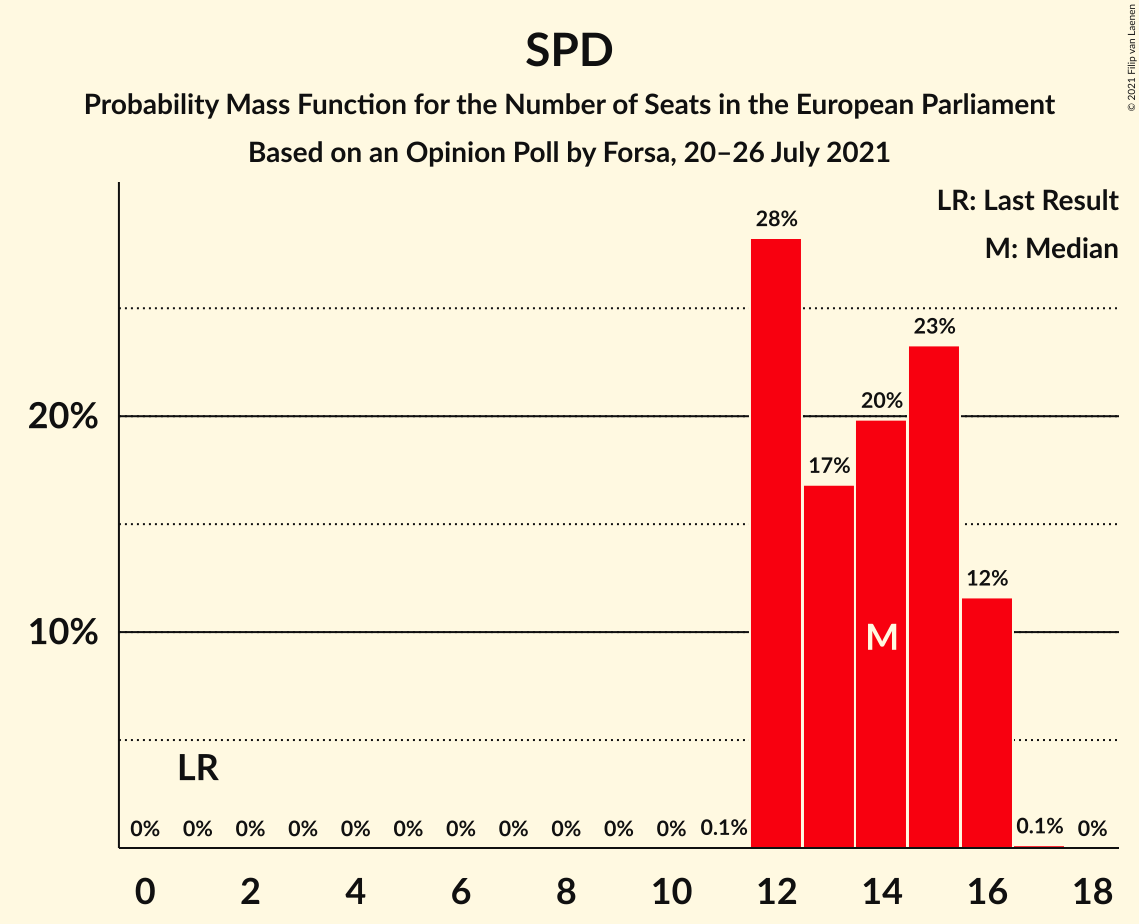 SPD
Probability Mass Function for the Number of Seats in the European Parliament
Based on an Opinion Poll by Forsa, 20–26 July 2021
© 2021 Filip van Laenen
LR: Last Result
M: Median
28%
23%
20%
20%
17%
12%
10%
M
LR
0% 0% 0% 0% 0% 0% 0% 0% 0% 0% 0% 0.1% 0.1% 0%
0 2 4 6 8 10 12 14 16 18